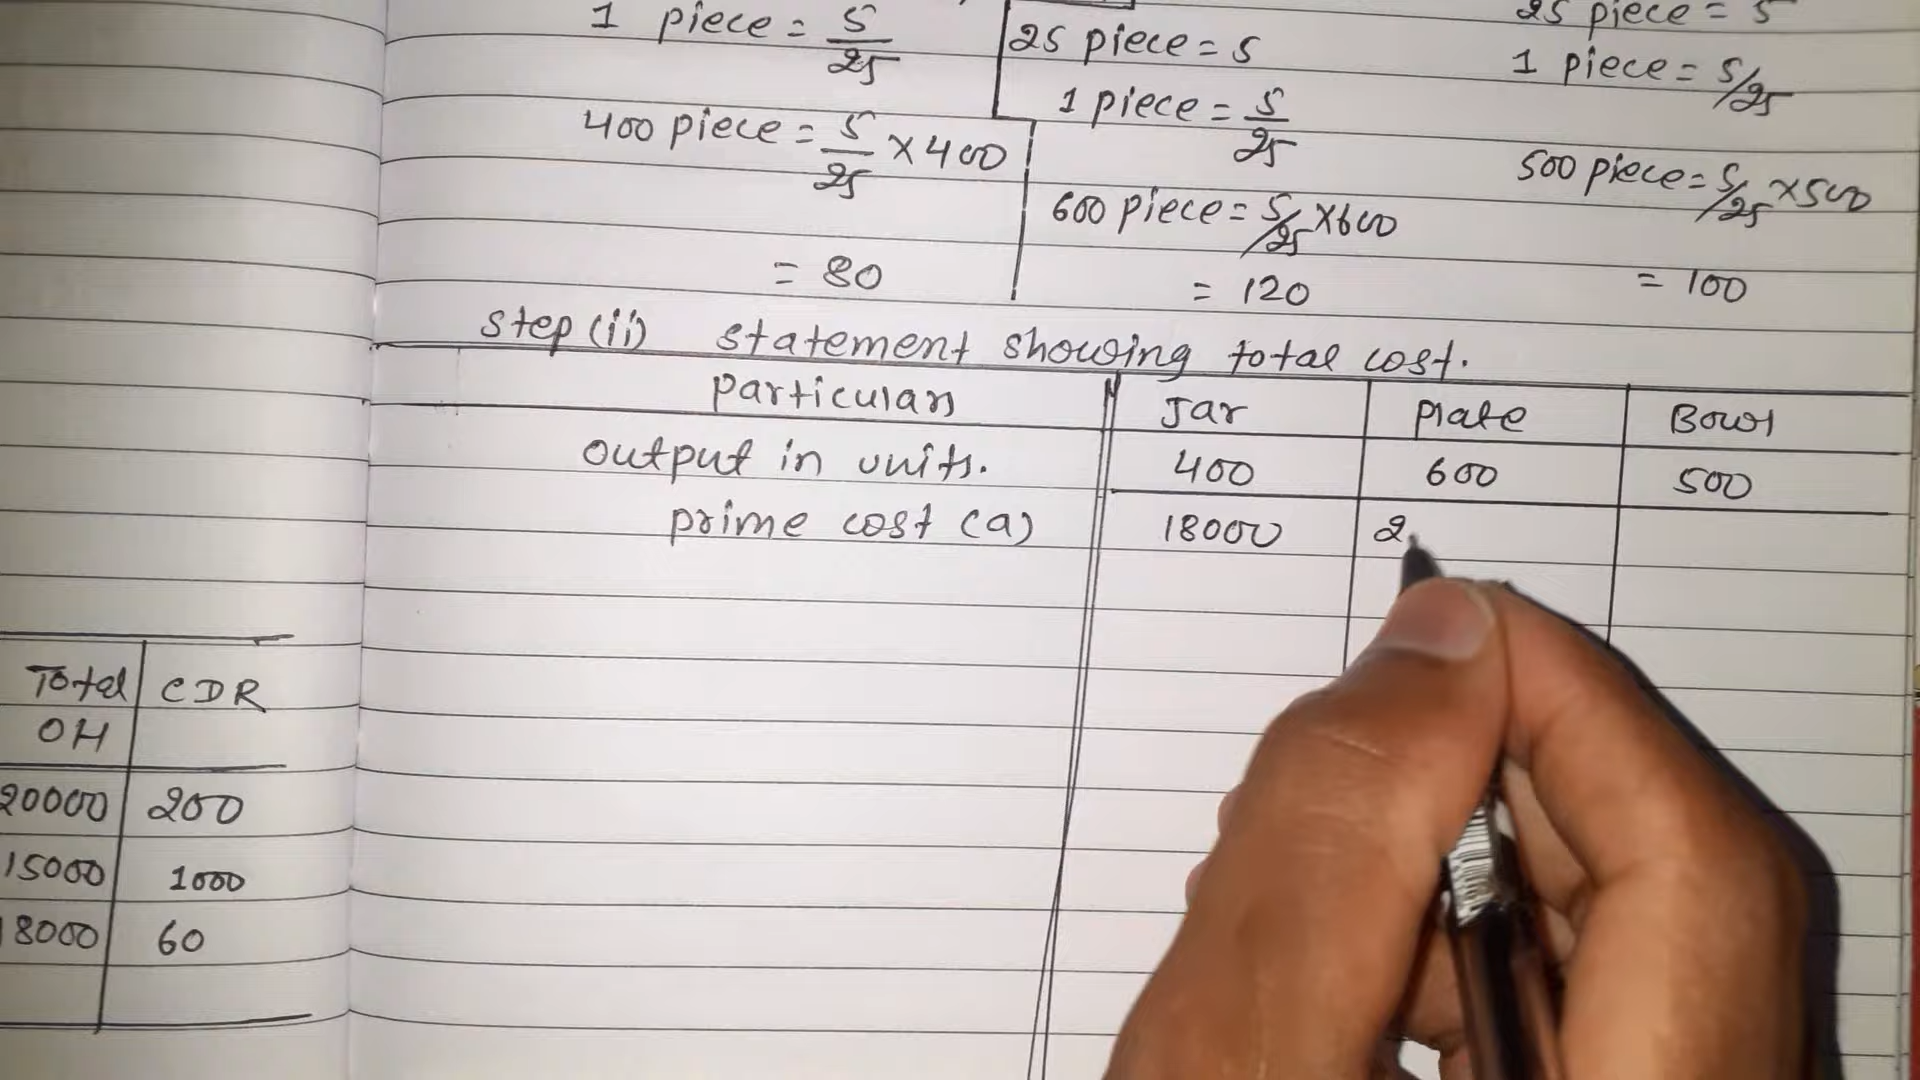 1 piece = 5/25
400 piece = 5/25 × 400
= 80
25 piece = 5
1 piece = 5/25
600 piece = 5/25 × 600
= 120
25 piece = 5
1 piece = 5/25
500 piece = 5/25 × 500
= 100
Step (ii) statement showing total cost.
particulars Jar Plate Bowl
output in units. 400 600 500
prime cost (a) 18000 2
Total OH CDR
20000 200
15000 1000
18000 60